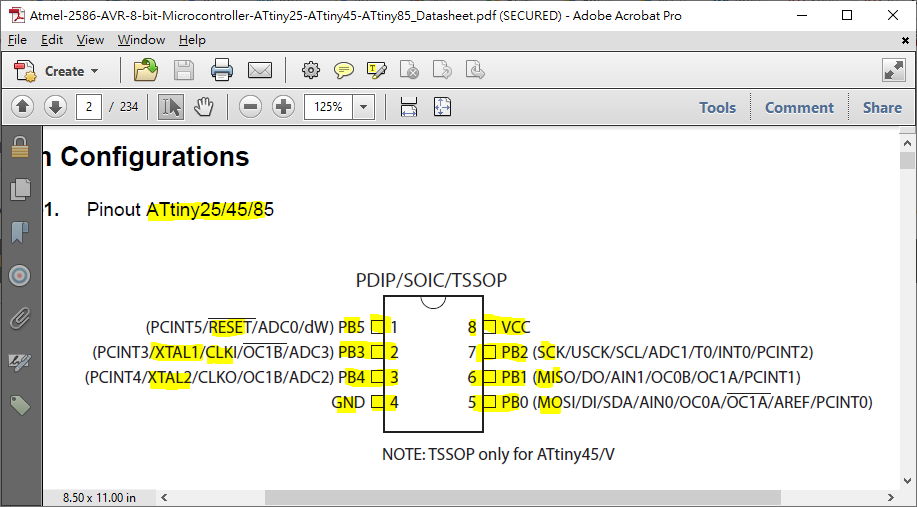 Atmel-2586-AVR-8-bit-Microcontroller-ATtiny25-ATtiny45-ATtiny85_Datasheet.pdf (SECURED) - Adobe Acrobat Pro
File Edit View Window Help
Create
2 / 234 125% Tools Comment Share
n Configurations
1. Pinout ATtiny25/45/85
PDIP/SOIC/TSSOP
(PCINT5/RESET/ADC0/dW) PB5 1 8 VCC
(PCINT3/XTAL1/CLKI/OC1B/ADC3) PB3 2 7 PB2 (SCK/USCK/SCL/ADC1/T0/INT0/PCINT2)
(PCINT4/XTAL2/CLKO/OC1B/ADC2) PB4 3 6 PB1 (MISO/DO/AIN1/OC0B/OC1A/PCINT1)
GND 4 5 PB0 (MOSI/DI/SDA/AIN0/OC0A/OC1A/AREF/PCINT0)
NOTE: TSSOP only for ATtiny45/V
8.50 x 11.00 in